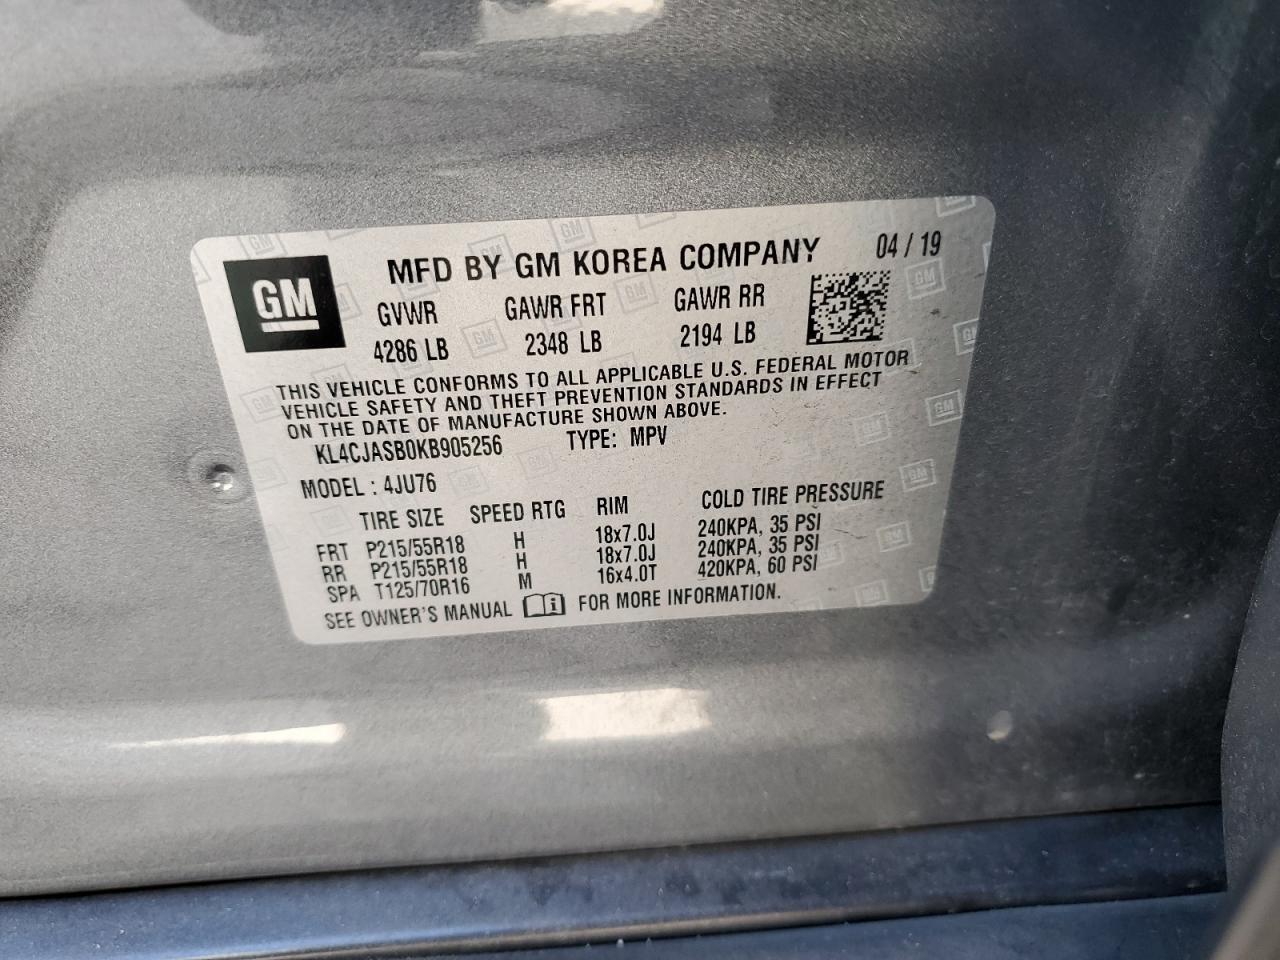 GM
MFD BY GM KOREA COMPANY 04 / 19
GVWR GAWR FRT GAWR RR
4286 LB 2348 LB 2194 LB
THIS VEHICLE CONFORMS TO ALL APPLICABLE U.S. FEDERAL MOTOR
VEHICLE SAFETY AND THEFT PREVENTION STANDARDS IN EFFECT
ON THE DATE OF MANUFACTURE SHOWN ABOVE.
KL4CJASB0KB905256 TYPE: MPV
MODEL : 4JU76
TIRE SIZE SPEED RTG RIM COLD TIRE PRESSURE
FRT P215/55R18 H 18x7.0J 240KPA, 35 PSI
RR P215/55R18 H 18x7.0J 240KPA, 35 PSI
SPA T125/70R16 M 16x4.0T 420KPA, 60 PSI
SEE OWNER'S MANUAL FOR MORE INFORMATION.